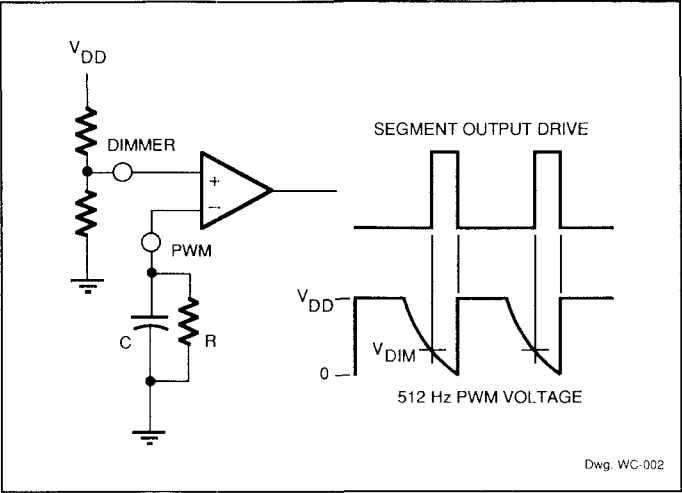 VDD
DIMMER
+
−
PWM
C
R
SEGMENT OUTPUT DRIVE
VDD
VDIM
0
512 Hz PWM VOLTAGE
Dwg. WC-002